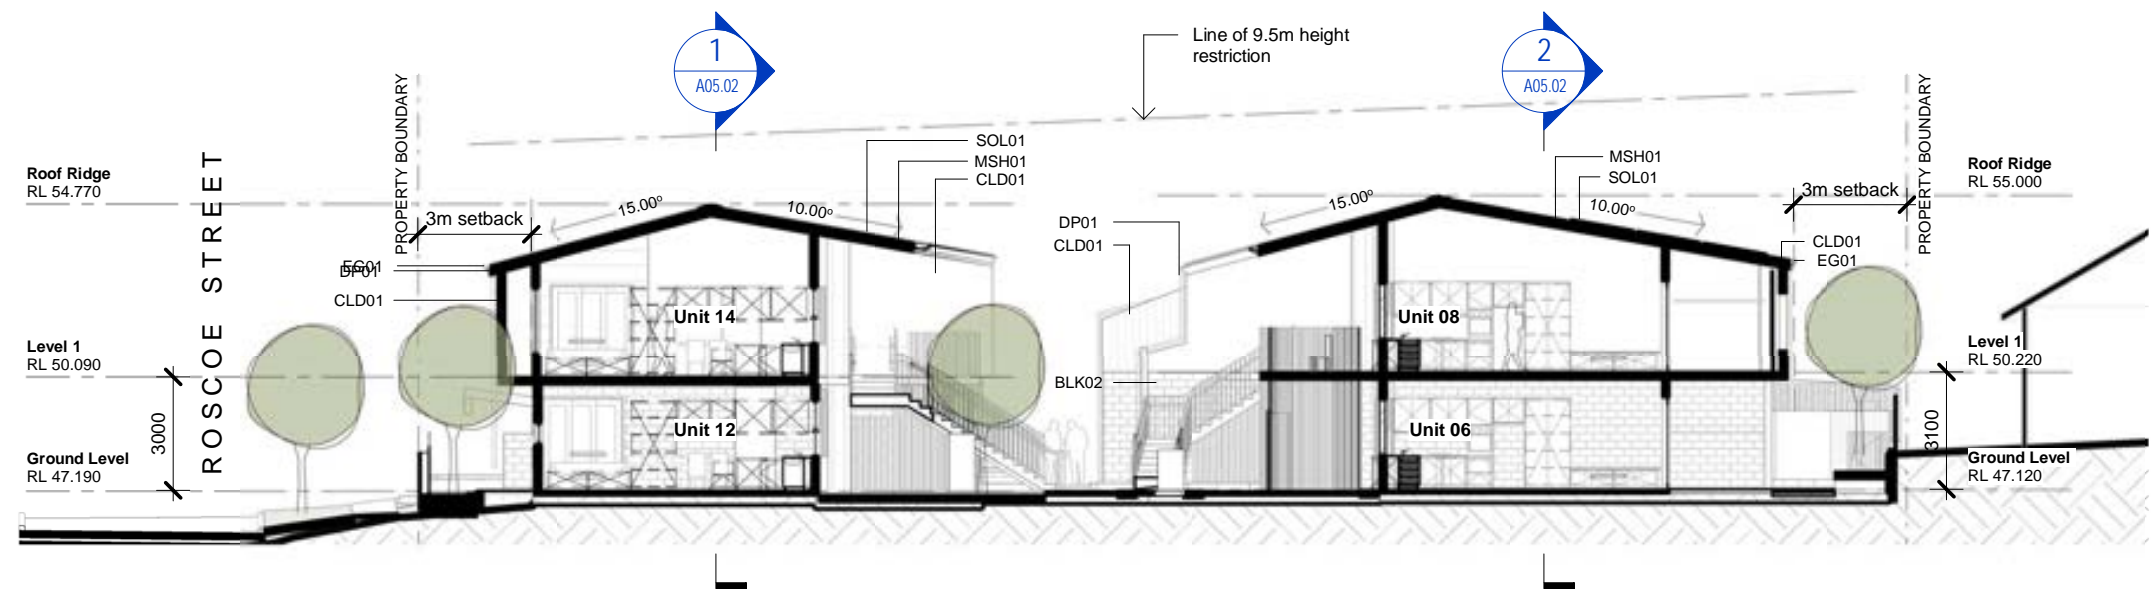 1
A05.02
Line of 9.5m height
restriction
2
A05.02
PROPERTY BOUNDARY
PROPERTY BOUNDARY
ROSCOE STREET
SOL01
MSH01
CLD01
MSH01
SOL01
Roof Ridge
RL 54.770
Roof Ridge
RL 55.000
3m setback
15.00º
10.00º
15.00º
10.00º
3m setback
DP01
CLD01
CLD01
EG01
EG01
DP01
CLD01
Unit 14
Unit 08
Level 1
RL 50.090
Level 1
RL 50.220
BLK02
3000
Unit 12
Unit 06
3100
Ground Level
RL 47.190
Ground Level
RL 47.120